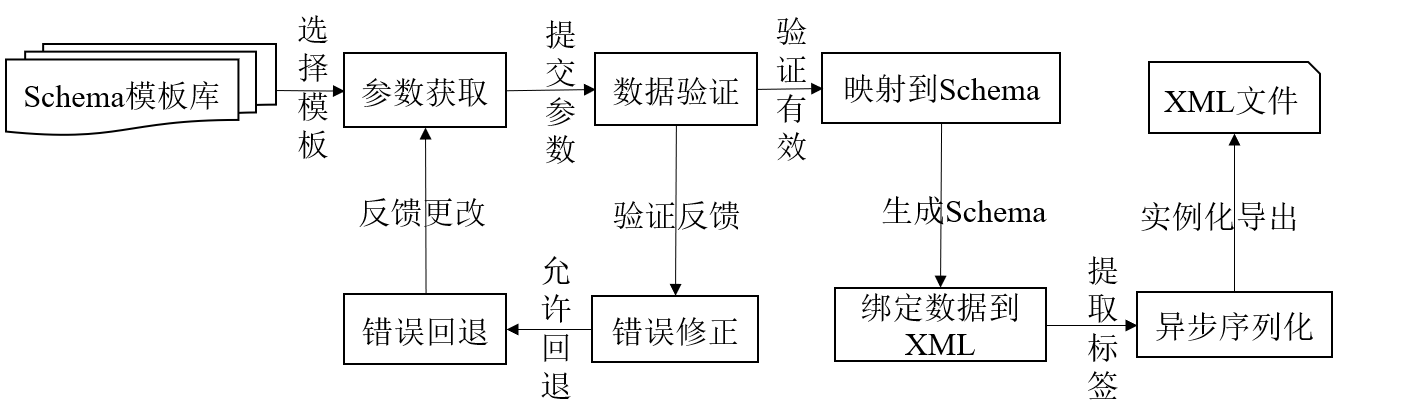 Schema模板库
选择模板
参数获取
提交参数
数据验证
验证有效
映射到Schema
XML文件
反馈更改
验证反馈
生成Schema
实例化导出
错误回退
允许回退
错误修正
绑定数据到
XML
提取标签
异步序列化